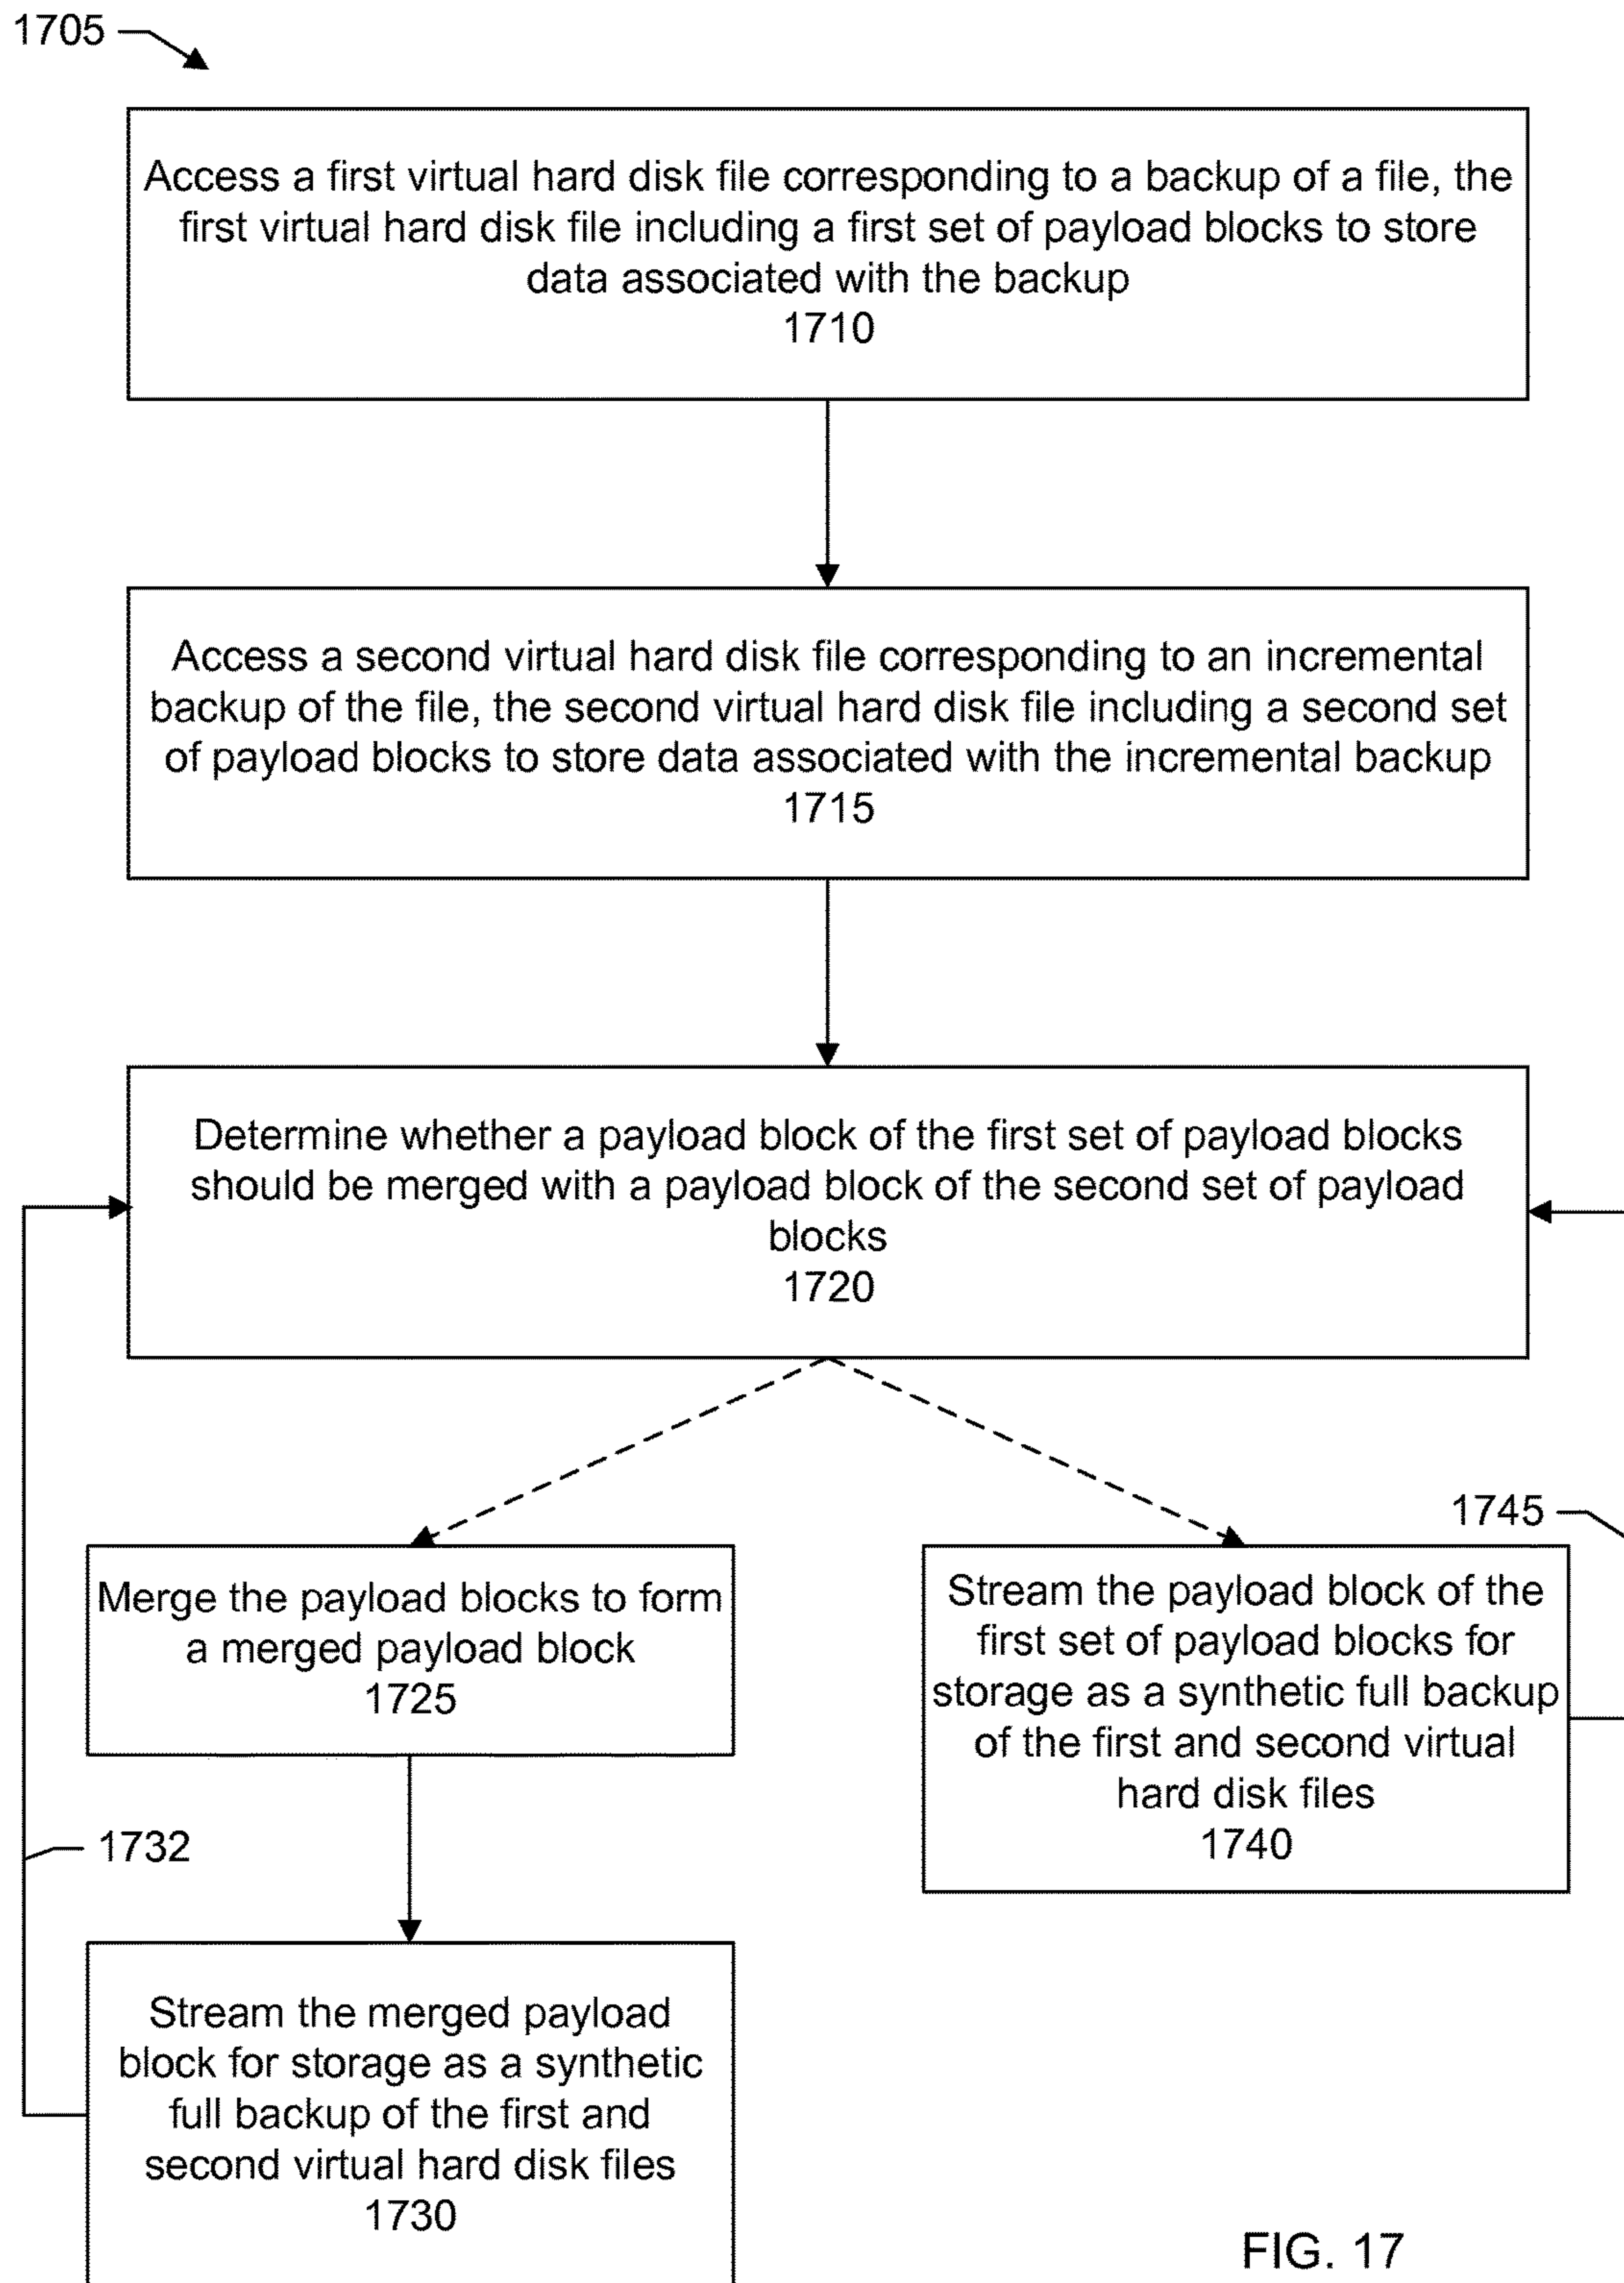 1705
Access a first virtual hard disk file corresponding to a backup of a file, the
first virtual hard disk file including a first set of payload blocks to store
data associated with the backup
1710
Access a second virtual hard disk file corresponding to an incremental
backup of the file, the second virtual hard disk file including a second set
of payload blocks to store data associated with the incremental backup
1715
Determine whether a payload block of the first set of payload blocks
should be merged with a payload block of the second set of payload
blocks
1720
Merge the payload blocks to form
a merged payload block
1725
1745
Stream the payload block of the
first set of payload blocks for
storage as a synthetic full backup
of the first and second virtual
hard disk files
1740
1732
Stream the merged payload
block for storage as a synthetic
full backup of the first and
second virtual hard disk files
1730
FIG. 17